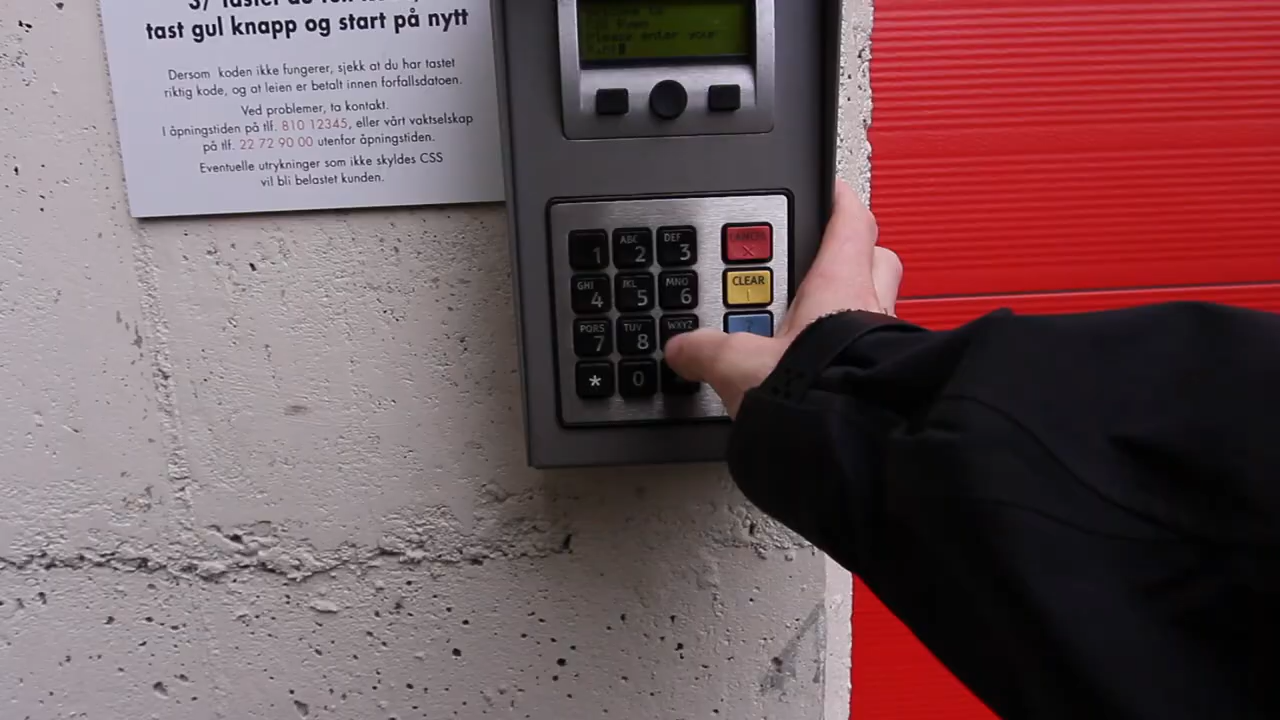 tast gul knapp og start på nytt
Dersom koden ikke fungerer, sjekk at du har tastet
riktig kode, og at leien er betalt innen forfallsdatoen.
Ved problemer, ta kontakt.
I åpningstiden på tlf. 810 12345, eller vårt vaktselskap
på tlf. 22 72 90 00 utenfor åpningstiden.
Eventuelle utrykninger som ikke skyldes CSS
vil bli belastet kunden.
Please enter your
1
ABC 2
DEF 3
CANCEL
GHI 4
JKL 5
MNO 6
CLEAR
PQRS 7
TUV 8
WXYZ
*
0